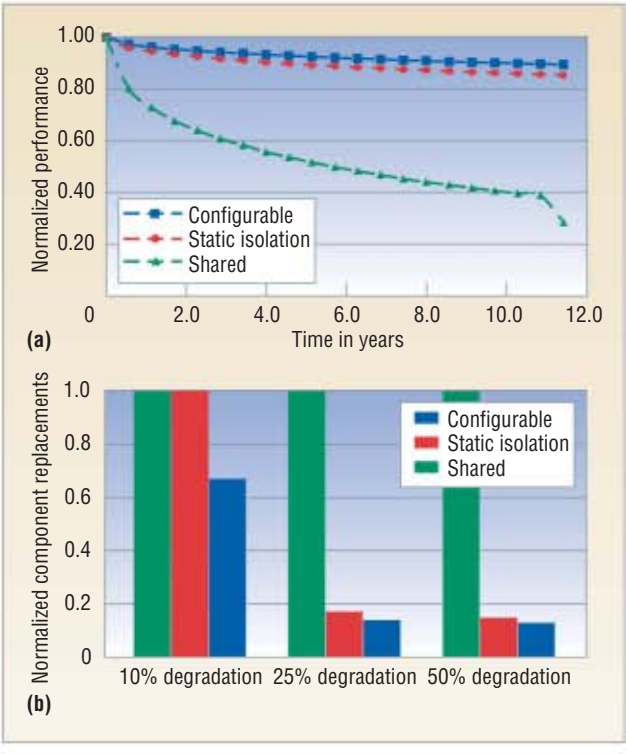 Normalized performance
1.00
0.80
0.60
0.40
0.20
0
Configurable
Static isolation
Shared
2.0 4.0 6.0 8.0 10.0 12.0
Time in years
(a)
Normalized component replacements
1.0
0.8
0.6
0.4
0.2
0
Configurable
Static isolation
Shared
10% degradation 25% degradation 50% degradation
(b)